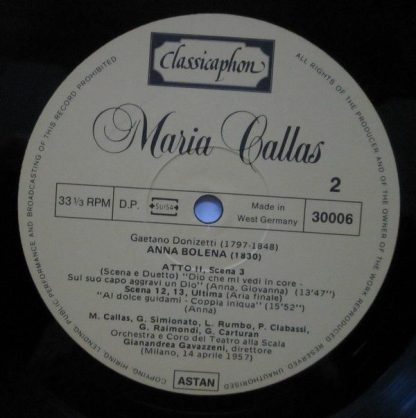 Classicaphon
Maria Callas
2
33 1/3 RPM
D.P.
SUISA
Made in
West Germany
30006
Gaetano Donizetti (1797-1848)
ANNA BOLENA (1830)
ATTO II, Scena 3
(Scena e Duetto) "Dio che mi vedi in core -
Sul suo capo aggravi un Dio" (Anna, Giovanna) (13'47")
Scena 12, 13, Ultima (Aria finale)
"Al dolce guidami - Coppia iniqua" (15'52")
(Anna)
M. Callas, G. Simionato, L. Rumbo, P. Clabassi,
G. Raimondi, G. Carturan
Orchestra e Coro del Teatro alla Scala
Gianandrea Gavazzeni, direttore
(Milano, 14 aprile 1957)
ASTAN
ALL RIGHTS OF THE PRODUCER AND OF THE OWNER OF THE WORK REPRODUCED RESERVED UNAUTHORISED COPYING, HIRING, LENDING, PUBLIC PERFORMANCE AND BROADCASTING OF THIS RECORD PROHIBITED